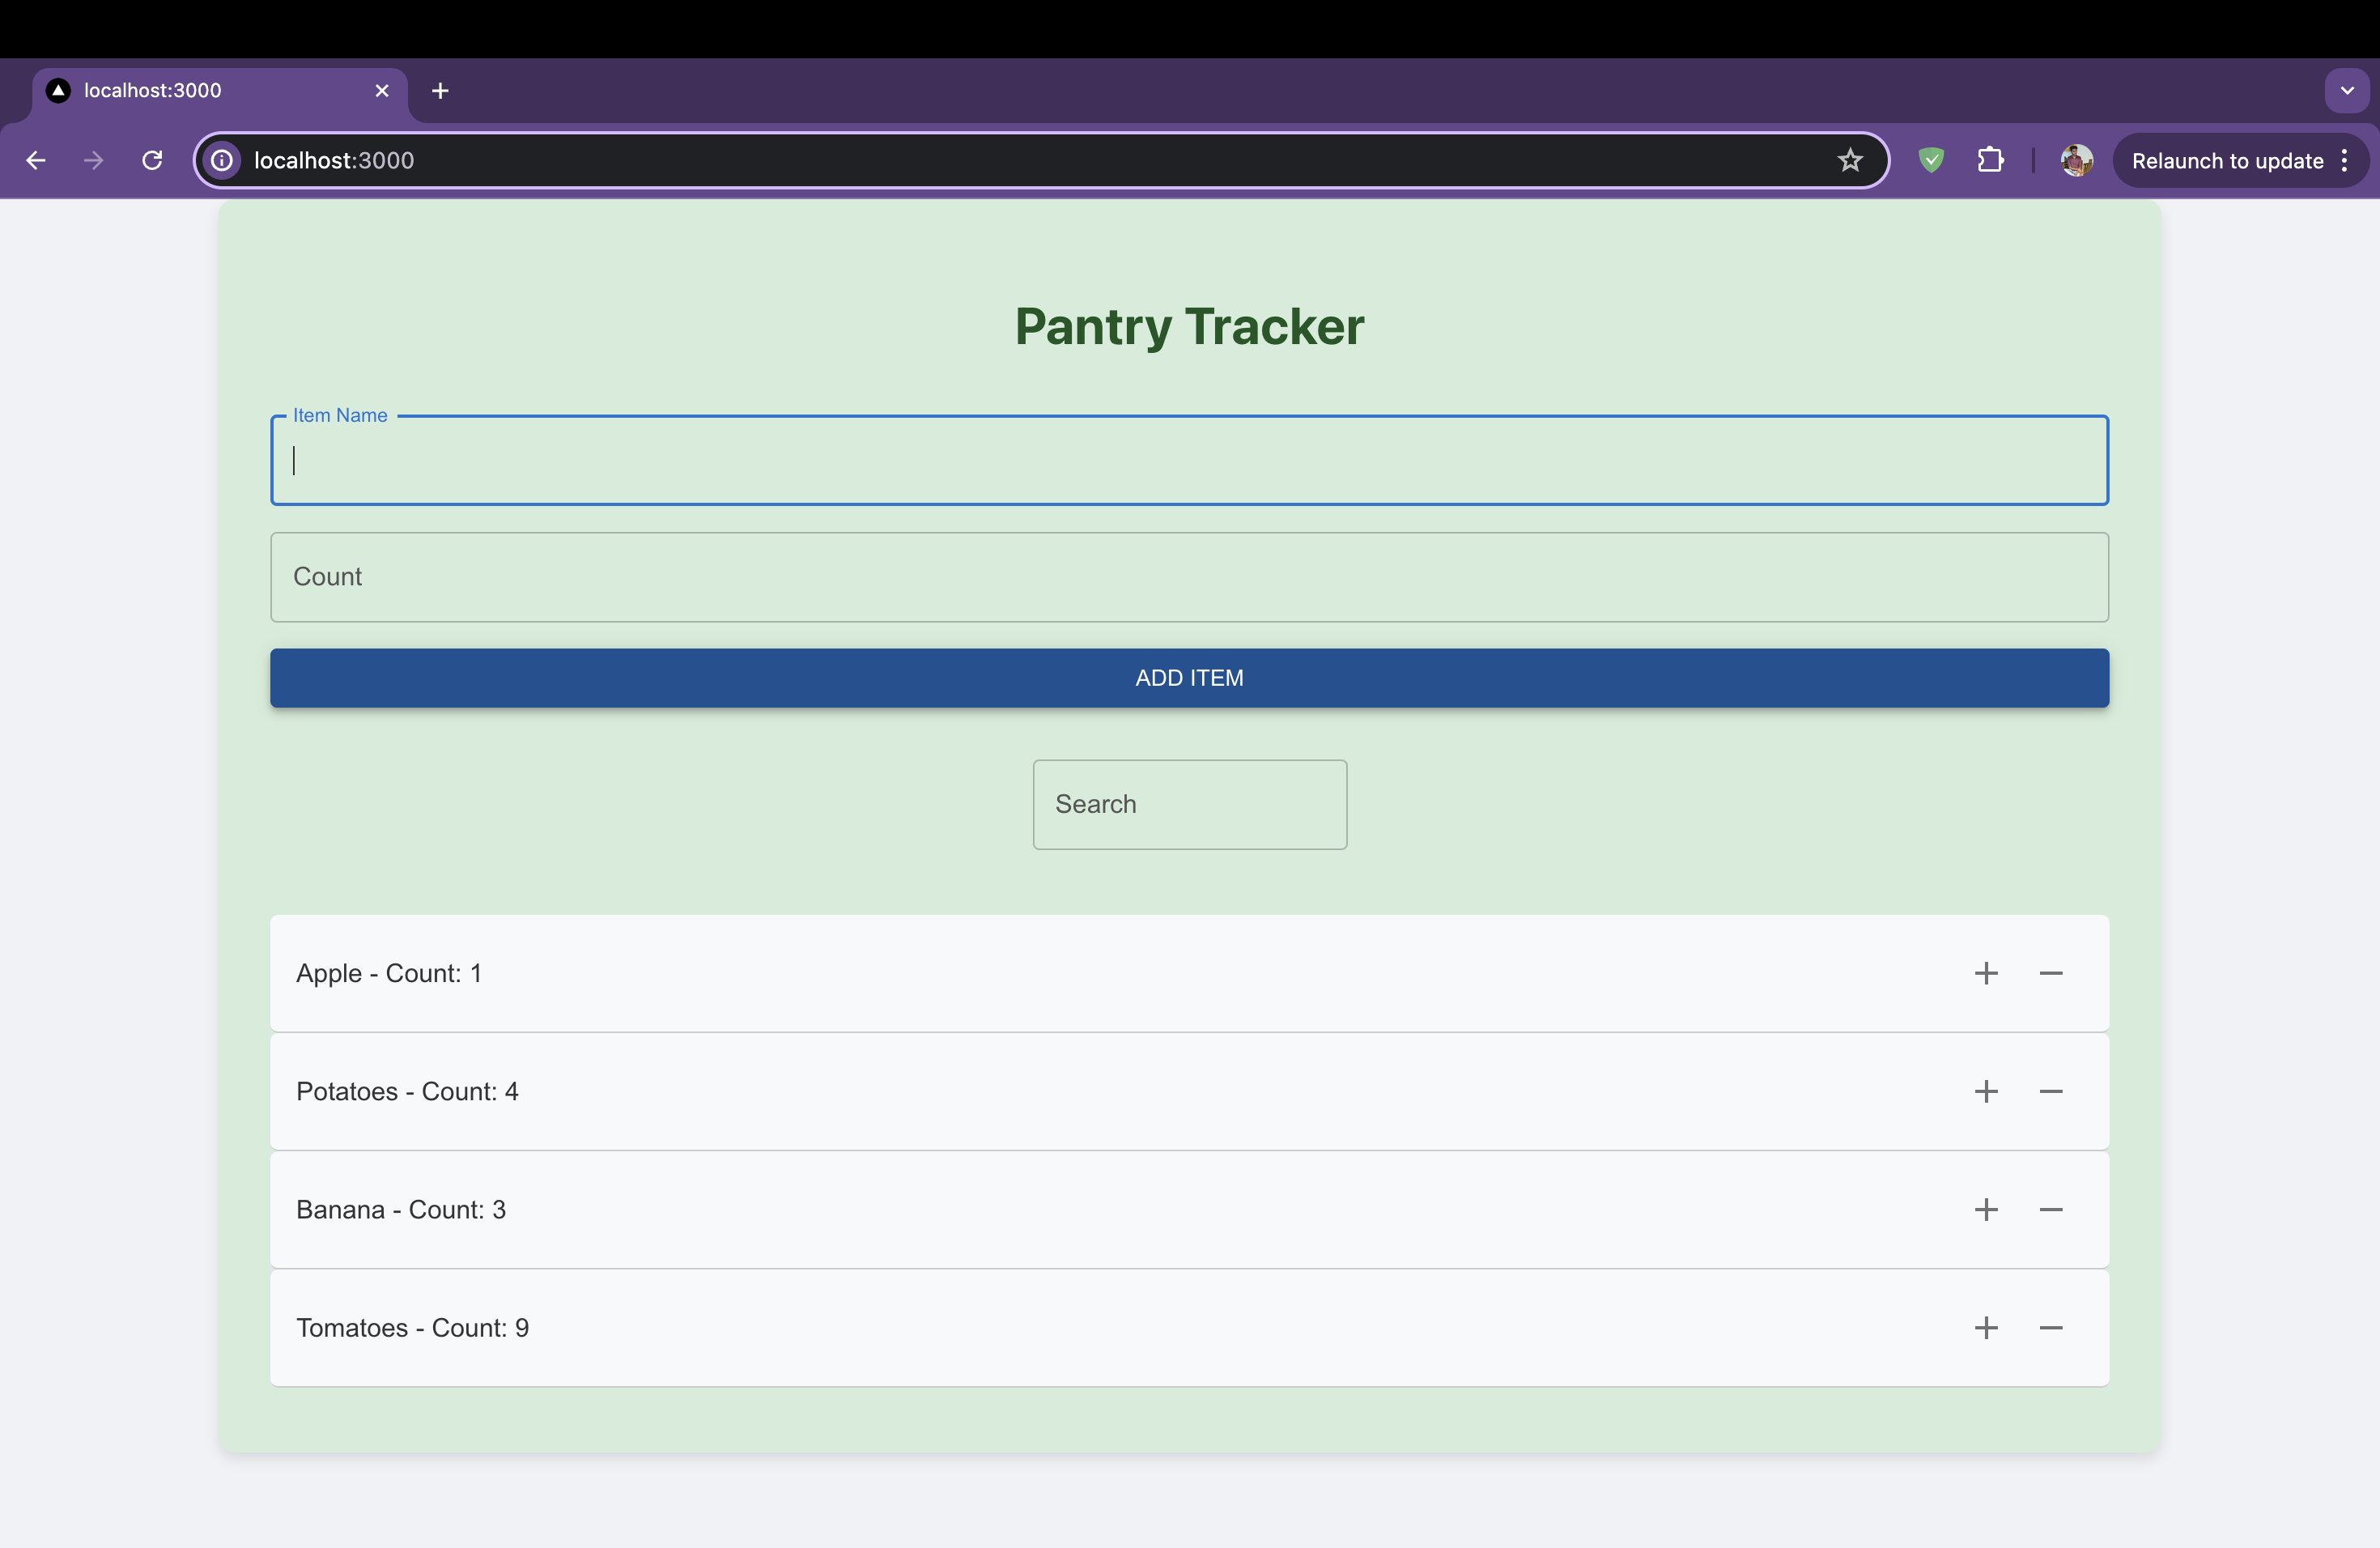 localhost:3000
localhost:3000
Relaunch to update
Pantry Tracker
Item Name
Count
ADD ITEM
Search
Apple - Count: 1
Potatoes - Count: 4
Banana - Count: 3
Tomatoes - Count: 9